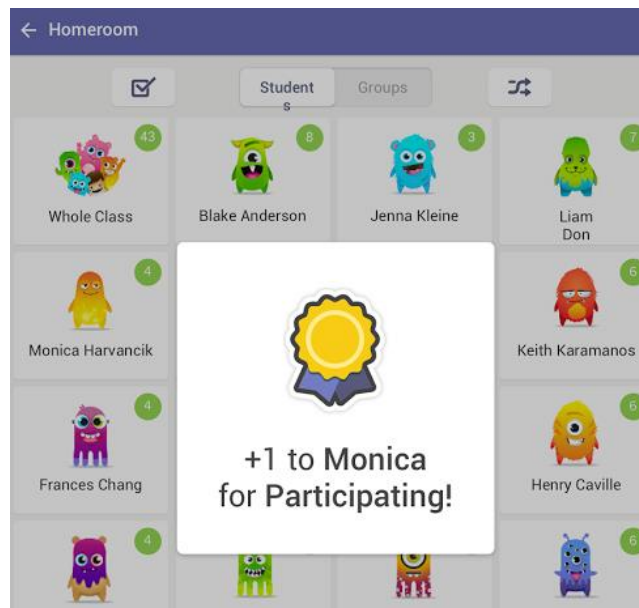 Homeroom
Student
s
Groups
43
8
3
7
Whole Class
Blake Anderson
Jenna Kleine
Liam
Don
4
6
Monica Harvancik
Keith Karamanos
4
6
Frances Chang
Henry Caville
+1 to Monica
for Participating!
4
6